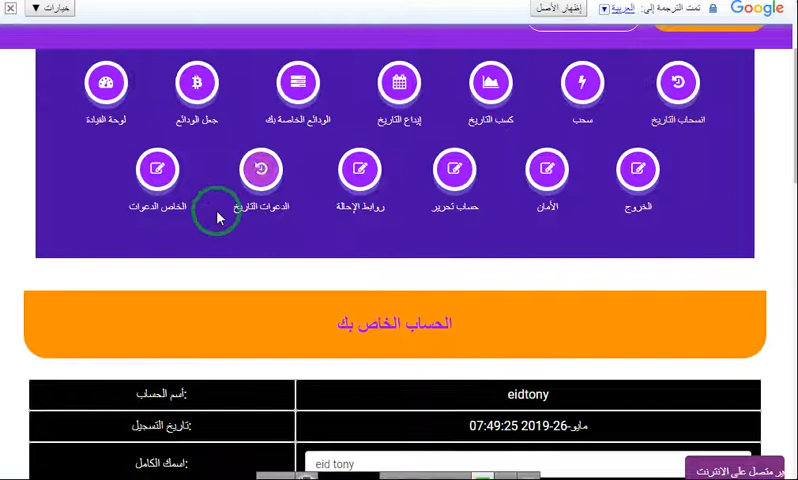 خيارات ▼
إظهار الأصل
تمت الترجمة إلى: العربية
Google
لوحة القيادة
جعل الودائع
الودائع الخاصة بك
إيداع التاريخ
كسب التاريخ
سحب
انسحاب التاريخ
الخاص الدعوات
الدعوات التاريخ
روابط الإحالة
حساب تحرير
الأمان
الخروج
الحساب الخاص بك
أسم الحساب:
eidtony
تاريخ التسجيل:
مايو-26-2019 07:49:25
اسمك الكامل:
eid tony
متصل على الانترنت